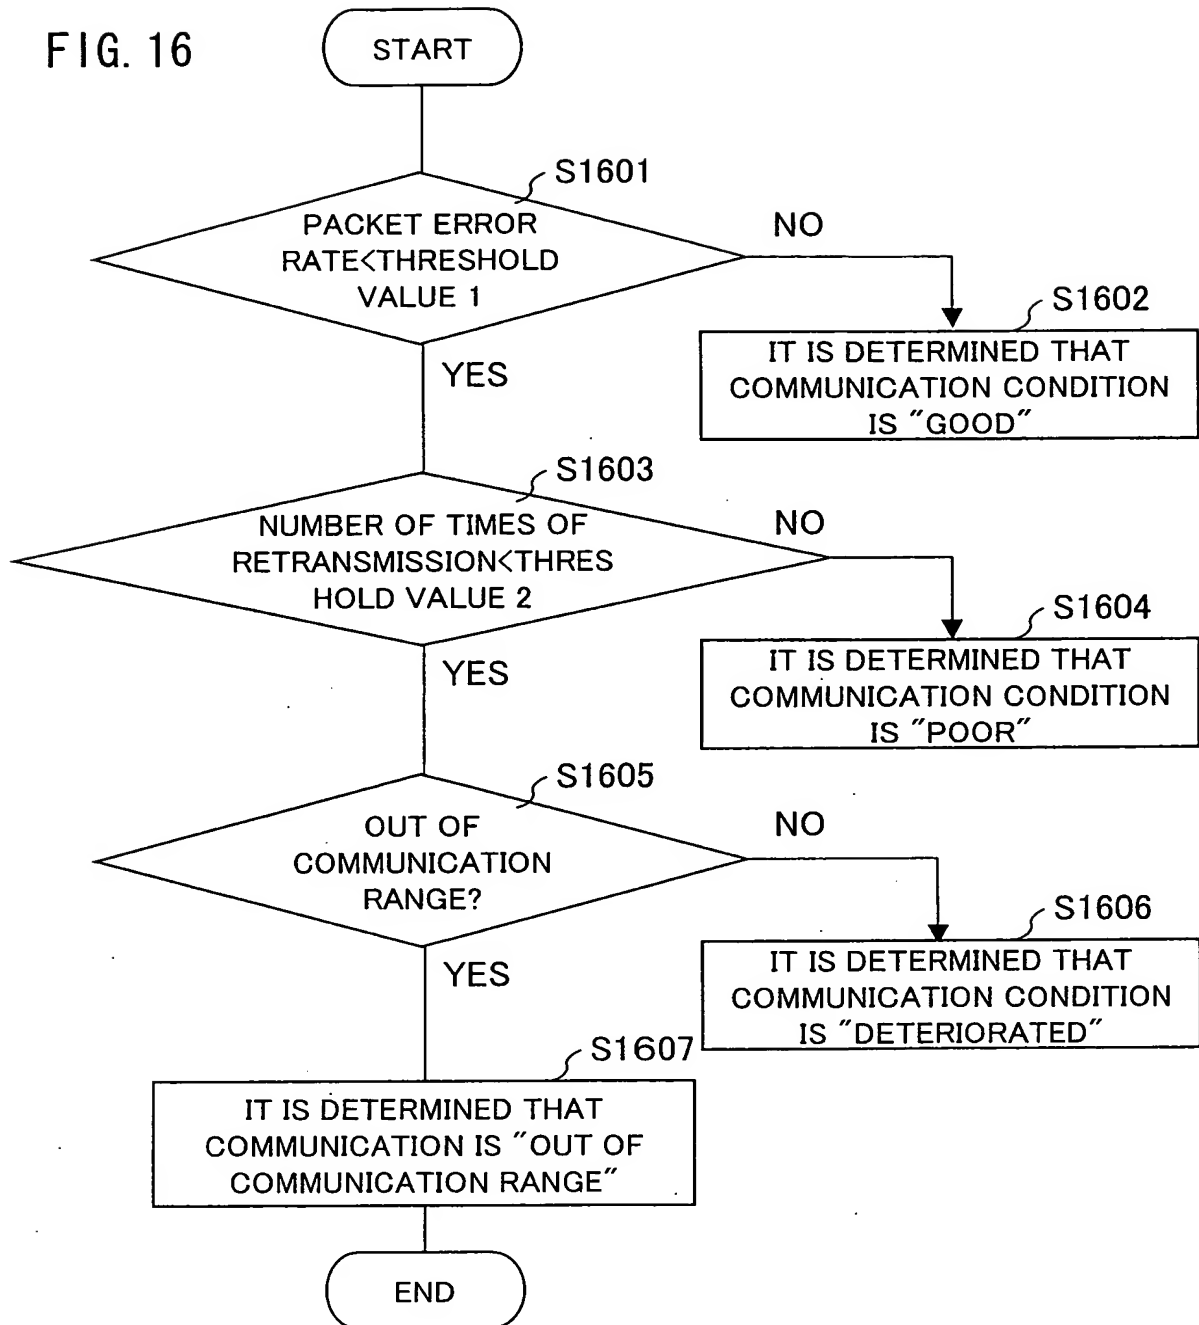 FIG. 16
START
S1601
PACKET ERROR
RATE<THRESHOLD
VALUE 1
NO
YES
S1602
IT IS DETERMINED THAT
COMMUNICATION CONDITION
IS "GOOD"
S1603
NUMBER OF TIMES OF
RETRANSMISSION<THRES
HOLD VALUE 2
NO
YES
S1604
IT IS DETERMINED THAT
COMMUNICATION CONDITION
IS "POOR"
S1605
OUT OF
COMMUNICATION
RANGE?
NO
YES
S1606
IT IS DETERMINED THAT
COMMUNICATION CONDITION
IS "DETERIORATED"
S1607
IT IS DETERMINED THAT
COMMUNICATION IS "OUT OF
COMMUNICATION RANGE"
END